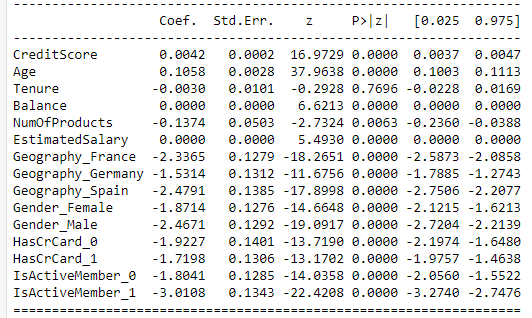 Coef. Std.Err. z P>|z| [0.025 0.975]
CreditScore 0.0042 0.0002 16.9729 0.0000 0.0037 0.0047
Age 0.1058 0.0028 37.9638 0.0000 0.1003 0.1113
Tenure -0.0030 0.0101 -0.2928 0.7696 -0.0228 0.0169
Balance 0.0000 0.0000 6.6213 0.0000 0.0000 0.0000
NumOfProducts -0.1374 0.0503 -2.7324 0.0063 -0.2360 -0.0388
EstimatedSalary 0.0000 0.0000 5.4930 0.0000 0.0000 0.0000
Geography_France -2.3365 0.1279 -18.2651 0.0000 -2.5873 -2.0858
Geography_Germany -1.5314 0.1312 -11.6756 0.0000 -1.7885 -1.2743
Geography_Spain -2.4791 0.1385 -17.8998 0.0000 -2.7506 -2.2077
Gender_Female -1.8714 0.1276 -14.6648 0.0000 -2.1215 -1.6213
Gender_Male -2.4671 0.1292 -19.0917 0.0000 -2.7204 -2.2139
HasCrCard_0 -1.9227 0.1401 -13.7190 0.0000 -2.1974 -1.6480
HasCrCard_1 -1.7198 0.1306 -13.1702 0.0000 -1.9757 -1.4638
IsActiveMember_0 -1.8041 0.1285 -14.0358 0.0000 -2.0560 -1.5522
IsActiveMember_1 -3.0108 0.1343 -22.4208 0.0000 -3.2740 -2.7476